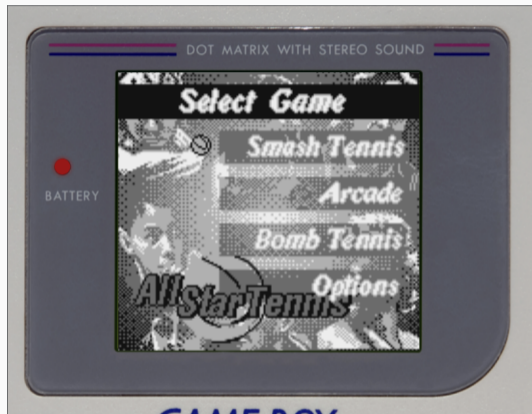 DOT MATRIX WITH STEREO SOUND
Select Game
Smash Tennis
Arcade
BATTERY
Bomb Tennis
Options
All Star Tennis
GAME BOY